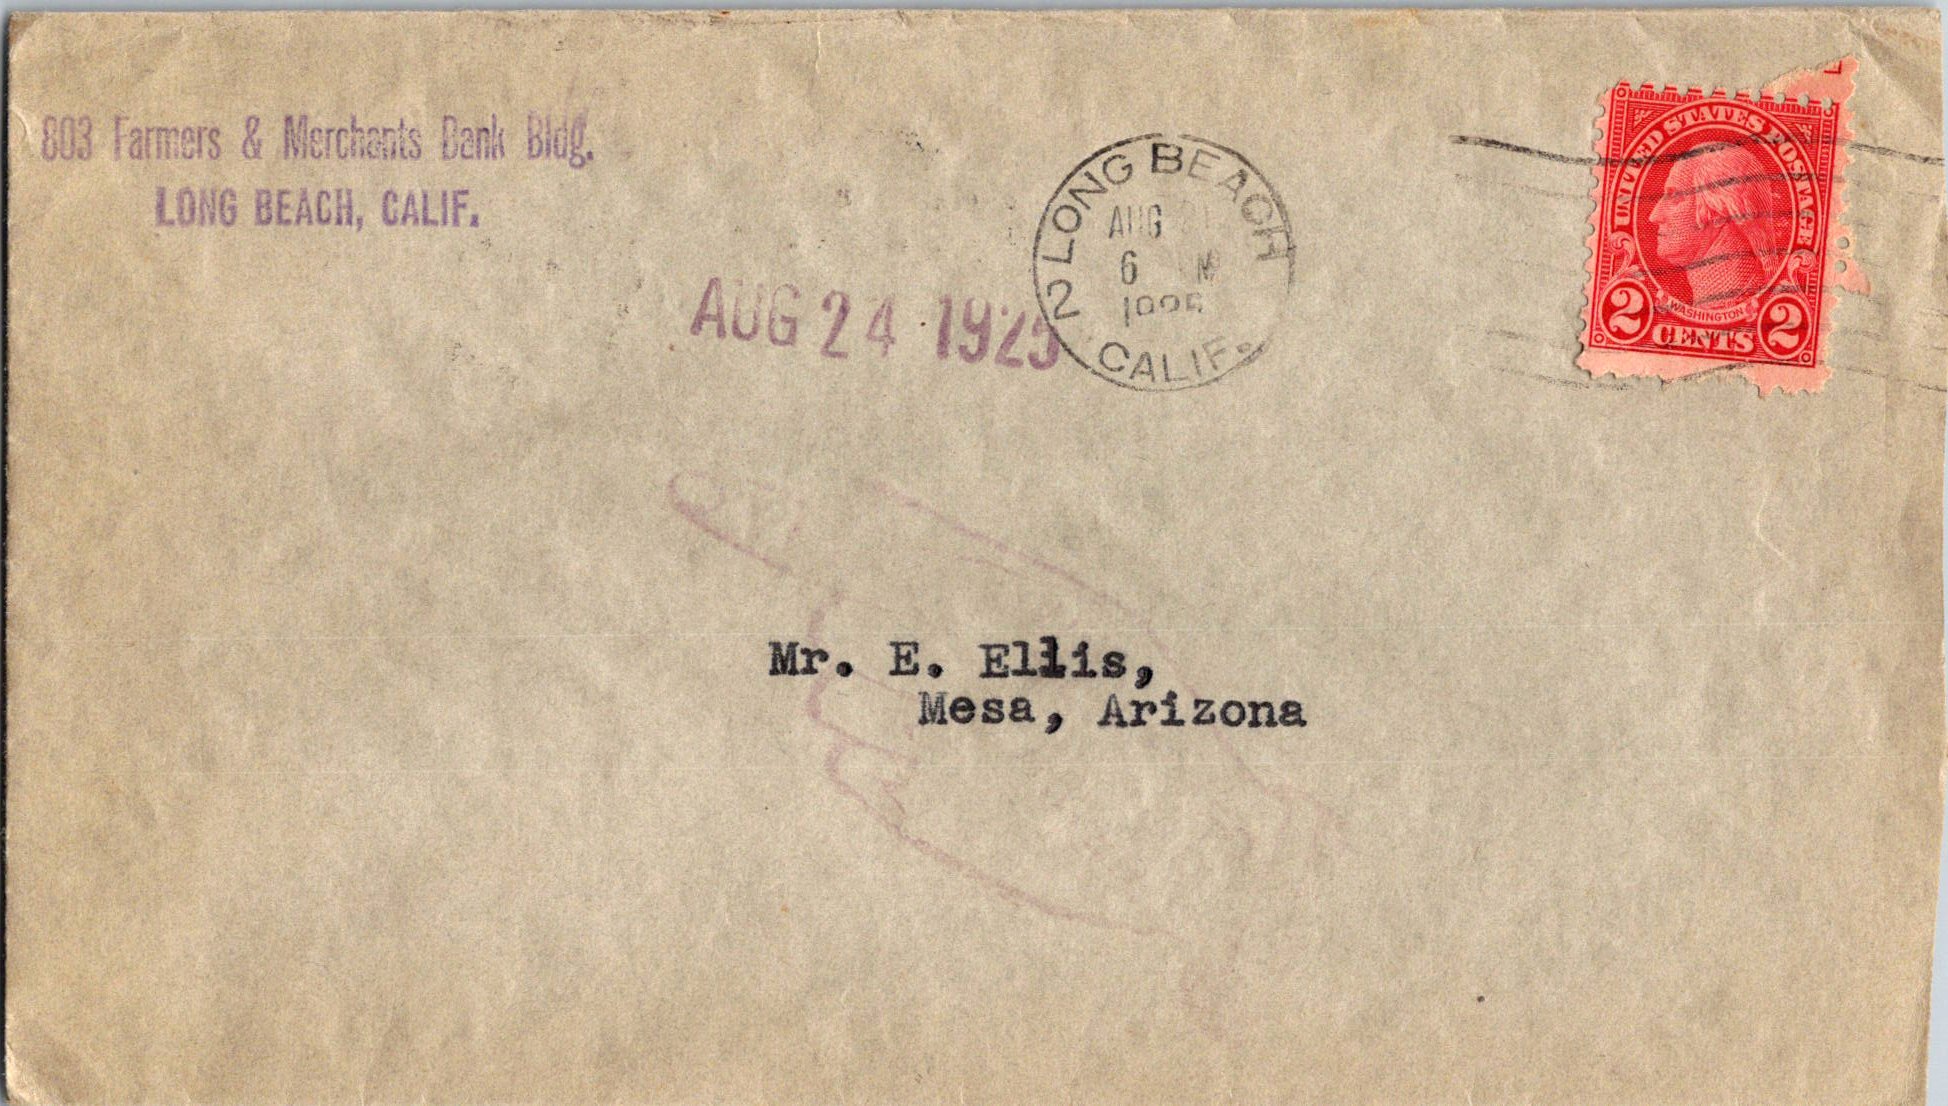 803 Farmers & Merchants Bank Bldg.
LONG BEACH, CALIF.
AUG 24 1925
LONG BEACH
AUG
6 M
1925
2
CALIF.
UNITED STATES POSTAGE
WASHINGTON
2 CENTS 2
Mr. E. Ellis,
Mesa, Arizona